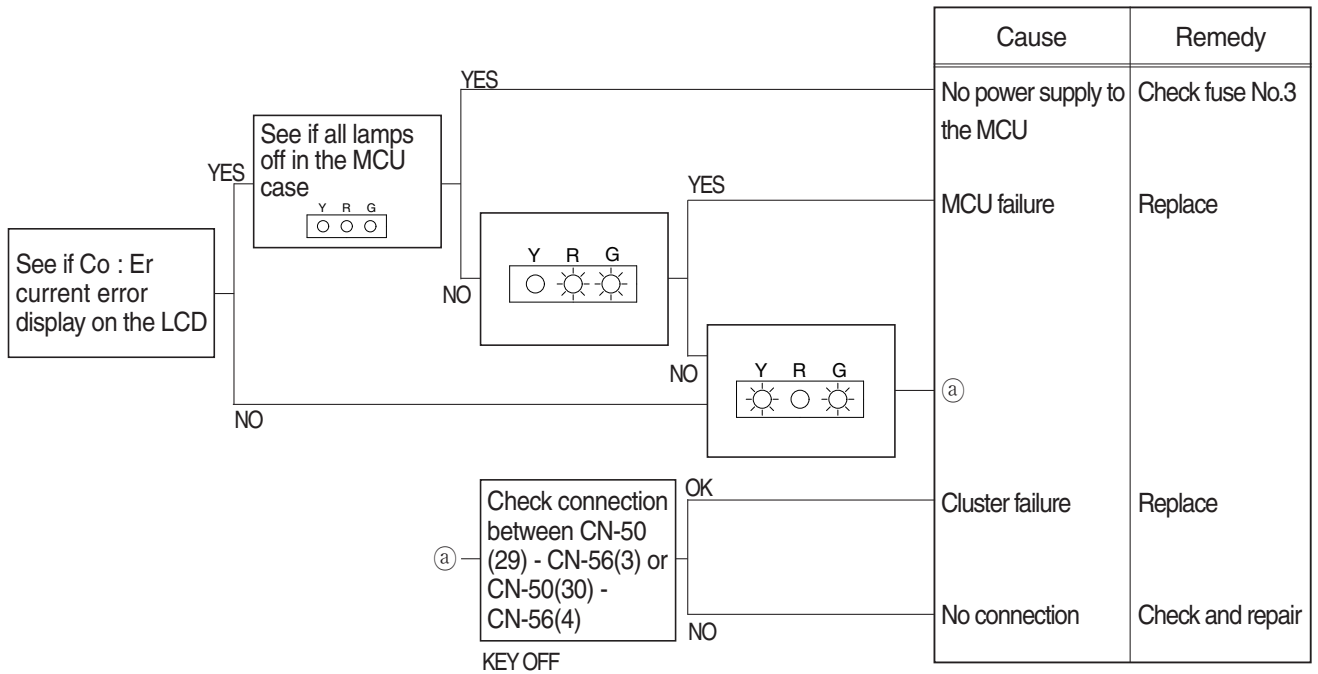 Cause
Remedy
YES
No power supply to
the MCU
Check fuse No.3
See if all lamps
off in the MCU
case
Y R G
YES
YES
MCU failure
Replace
See if Co : Er
current error
display on the LCD
NO
Y R G
NO
Y R G
ⓐ
NO
Check connection
between CN-50
(29) - CN-56(3) or
CN-50(30) -
CN-56(4)
OK
Cluster failure
Replace
ⓐ
No connection
Check and repair
NO
KEY OFF